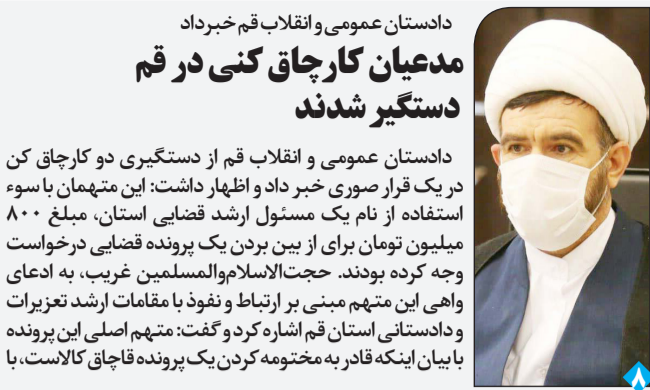 دادستان عمومی و انقلاب قم خبر داد
مدعیان کارچاق کنی در قم
دستگیر شدند
دادستان عمومی و انقلاب قم از دستگیری دو کارچاق کن
در یک قرار صوری خبر داد و اظهار داشت: این متهمان با سوء
استفاده از نام یک مسئول ارشد قضایی استان، مبلغ ۸۰۰
میلیون تومان برای از بین بردن یک پرونده قضایی درخواست
وجه کرده بودند. حجت‌الاسلام‌والمسلمین غریب، به ادعای
واهی این متهم مبنی بر ارتباط و نفوذ با مقامات ارشد تعزیرات
و دادستانی استان قم اشاره کرد و گفت: متهم اصلی این پرونده
با بیان اینکه قادر به مختومه کردن یک پرونده قاچاق کالاست، با
۸